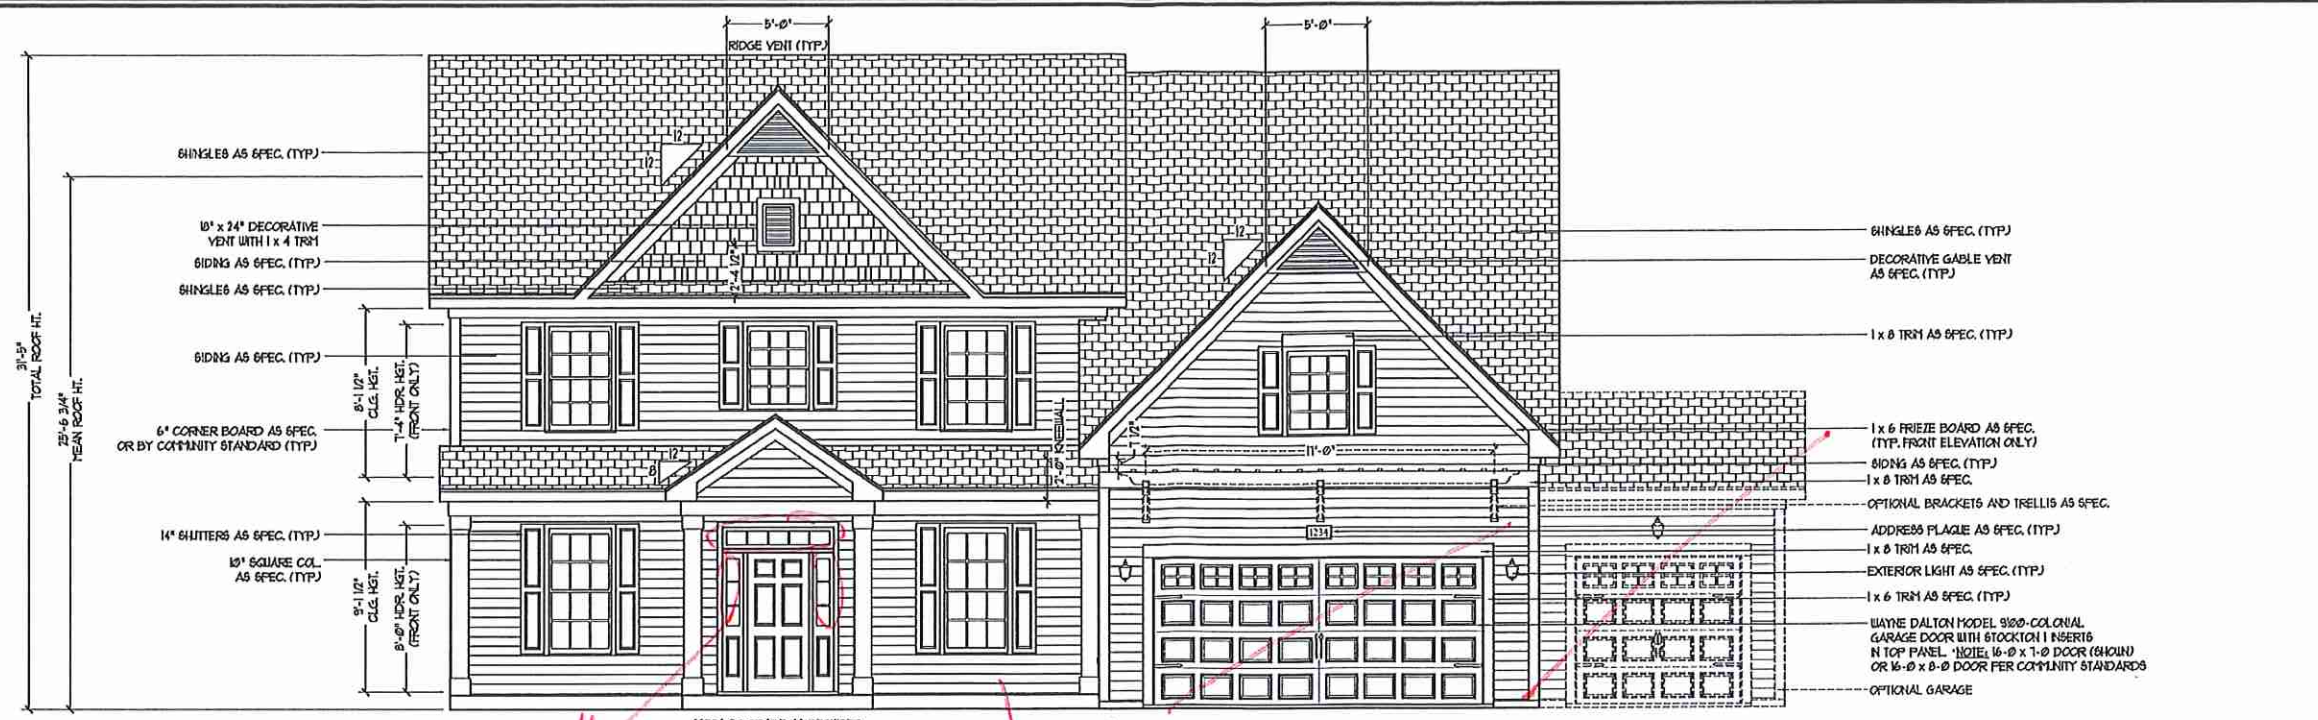 5'-0"
5'-0"
RIDGE VENT (TYP.)
12
12
SHINGLES AS SPEC. (TYP.)
10" x 24" DECORATIVE
VENT WITH 1 x 4 TRIM
SIDING AS SPEC. (TYP.)
SHINGLES AS SPEC. (TYP.)
2'-4 1/2"
12
12
31'-5"
TOTAL ROOF HT.
25'-6 3/4"
MEAN ROOF HT.
SIDING AS SPEC. (TYP.)
8'-1 1/2"
CLG. HGT.
7'-4" HDR. HGT.
(FRONT ONLY)
6" CORNER BOARD AS SPEC.
OR BY COMMUNITY STANDARD (TYP.)
12
8
2'-0" KNEEWALL
7 1/2"
11'-0"
14" SHUTTERS AS SPEC. (TYP.)
10" SQUARE COL.
AS SPEC. (TYP.)
9'-1 1/2"
CLG. HGT.
8'-0" HDR. HGT.
(FRONT ONLY)
1234
SHINGLES AS SPEC. (TYP.)
DECORATIVE GABLE VENT
AS SPEC. (TYP.)
1 x 8 TRIM AS SPEC. (TYP.)
1 x 6 FRIEZE BOARD AS SPEC.
(TYP. FRONT ELEVATION ONLY)
SIDING AS SPEC. (TYP.)
1 x 8 TRIM AS SPEC.
OPTIONAL BRACKETS AND TRELLIS AS SPEC.
ADDRESS PLAQUE AS SPEC. (TYP.)
1 x 8 TRIM AS SPEC.
EXTERIOR LIGHT AS SPEC. (TYP.)
1 x 6 TRIM AS SPEC. (TYP.)
WAYNE DALTON MODEL 9100-COLONIAL
GARAGE DOOR WITH STOCKTON I INSERTS
IN TOP PANEL. *NOTE: 16-0 x 7-0 DOOR (SHOWN)
OR 16-0 x 8-0 DOOR PER COMMUNITY STANDARDS
OPTIONAL GARAGE